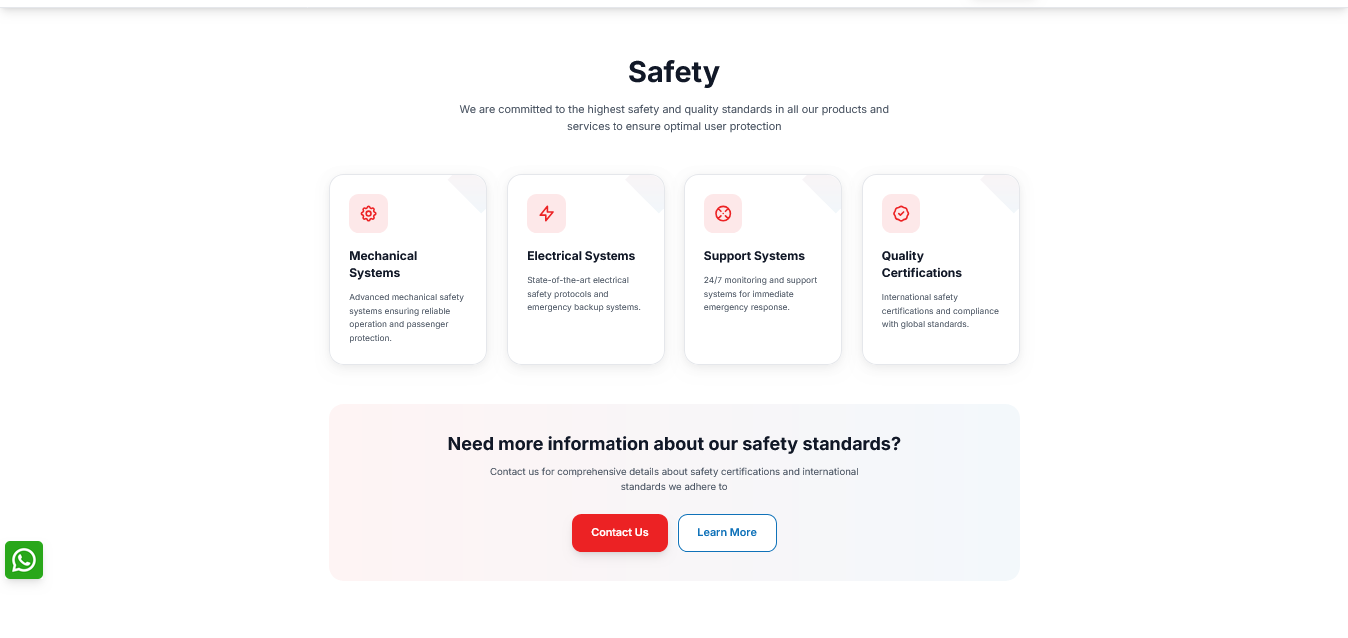 Safety
We are committed to the highest safety and quality standards in all our products and
services to ensure optimal user protection
Mechanical
Systems
Advanced mechanical safety
systems ensuring reliable
operation and passenger
protection.
Electrical Systems
State-of-the-art electrical
safety protocols and
emergency backup systems.
Support Systems
24/7 monitoring and support
systems for immediate
emergency response.
Quality
Certifications
International safety
certifications and compliance
with global standards.
Need more information about our safety standards?
Contact us for comprehensive details about safety certifications and international
standards we adhere to
Contact Us
Learn More